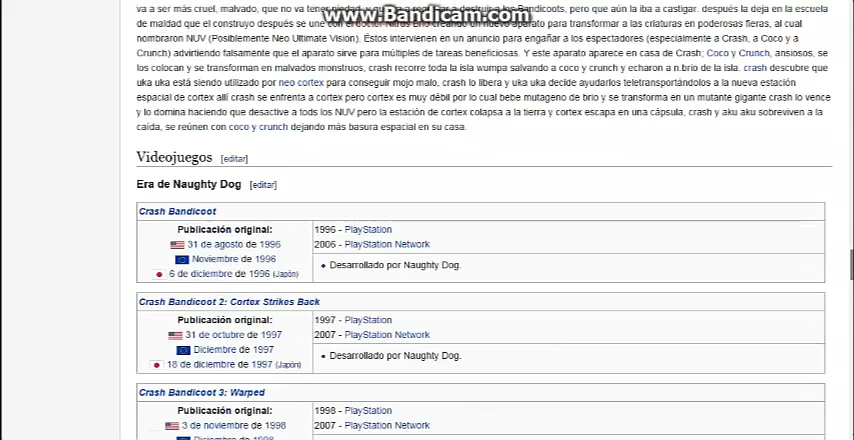 va a ser más cruel, malvado, que no va tener
los Bandicoots, pero que aún la iba a castigar. después la deja en la escuela
www.Bandicam.com
de maldad que el construyo después se une con el doctor Nitrus Brio
nuevo aparato para transformar a las criaturas en poderosas fieras, al cual
nombraron NUV (Posiblemente Neo Ultimate Vision). Éstos intervienen en un anuncio para engañar a los espectadores (especialmente a Crash, a Coco y a
Crunch) advirtiendo falsamente que el aparato sirve para múltiples de tareas beneficiosas. Y este aparato aparece en casa de Crash; Coco y Crunch, ansiosos, se
los colocan y se transforman en malvados monstruos, crash recorre toda la isla wumpa salvando a coco y crunch y echaron a n.brio de la isla. crash descubre que
uka uka está siendo utilizado por neo cortex para conseguir mojo malo, crash lo libera y uka uka decide ayudarlos teletransportándolos a la nueva estación
espacial de cortex allí crash se enfrenta a cortex pero cortex es muy débil por lo cual bebe mutageno de brio y se transforma en un mutante gigante crash lo vence
y lo domina haciendo que desactive a tods los NUV pero la estación de cortex colapsa a la tierra y cortex escapa en una cápsula, crash y aku aku sobreviven a la
caída, se reúnen con coco y crunch dejando más basura espacial en su casa.
Videojuegos [editar]
Era de Naughty Dog [editar]
Crash Bandicoot
Publicación original:
31 de agosto de 1996
Noviembre de 1996
6 de diciembre de 1996 (Japón)
1996 - PlayStation
2006 - PlayStation Network
• Desarrollado por Naughty Dog.
Crash Bandicoot 2: Cortex Strikes Back
Publicación original:
31 de octubre de 1997
Diciembre de 1997
18 de diciembre de 1997 (Japón)
1997 - PlayStation
2007 - PlayStation Network
• Desarrollado por Naughty Dog.
Crash Bandicoot 3: Warped
Publicación original:
3 de noviembre de 1998
Diciembre de 1998
1998 - PlayStation
2007 - PlayStation Network